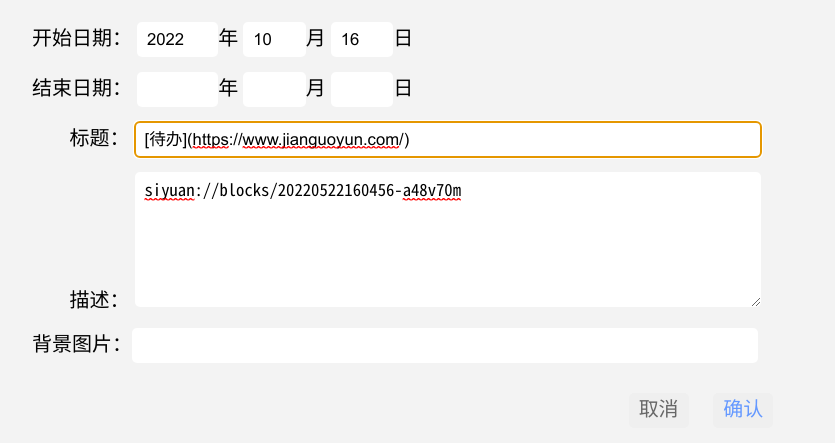 开始日期： 2022 年 10 月 16 日
结束日期： 年 月 日
标题： [待办](https://www.jianguoyun.com/)
siyuan://blocks/20220522160456-a48v70m
描述：
背景图片：
取消 确认